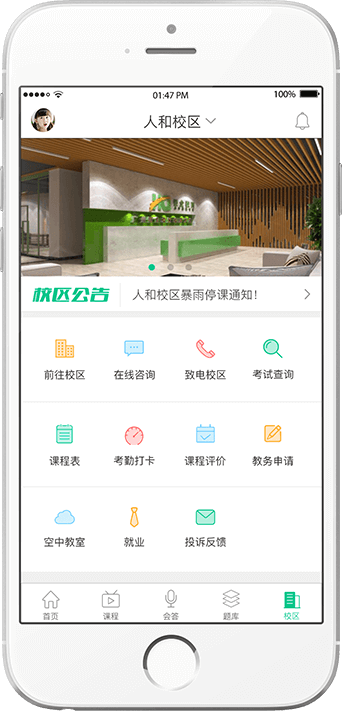 01:47 PM
100%
人和校区
校区公告
人和校区暴雨停课通知！
前往校区
在线咨询
致电校区
考试查询
课程表
考勤打卡
课程评价
教务申请
空中教室
就业
投诉反馈
首页
课程
会答
题库
校区